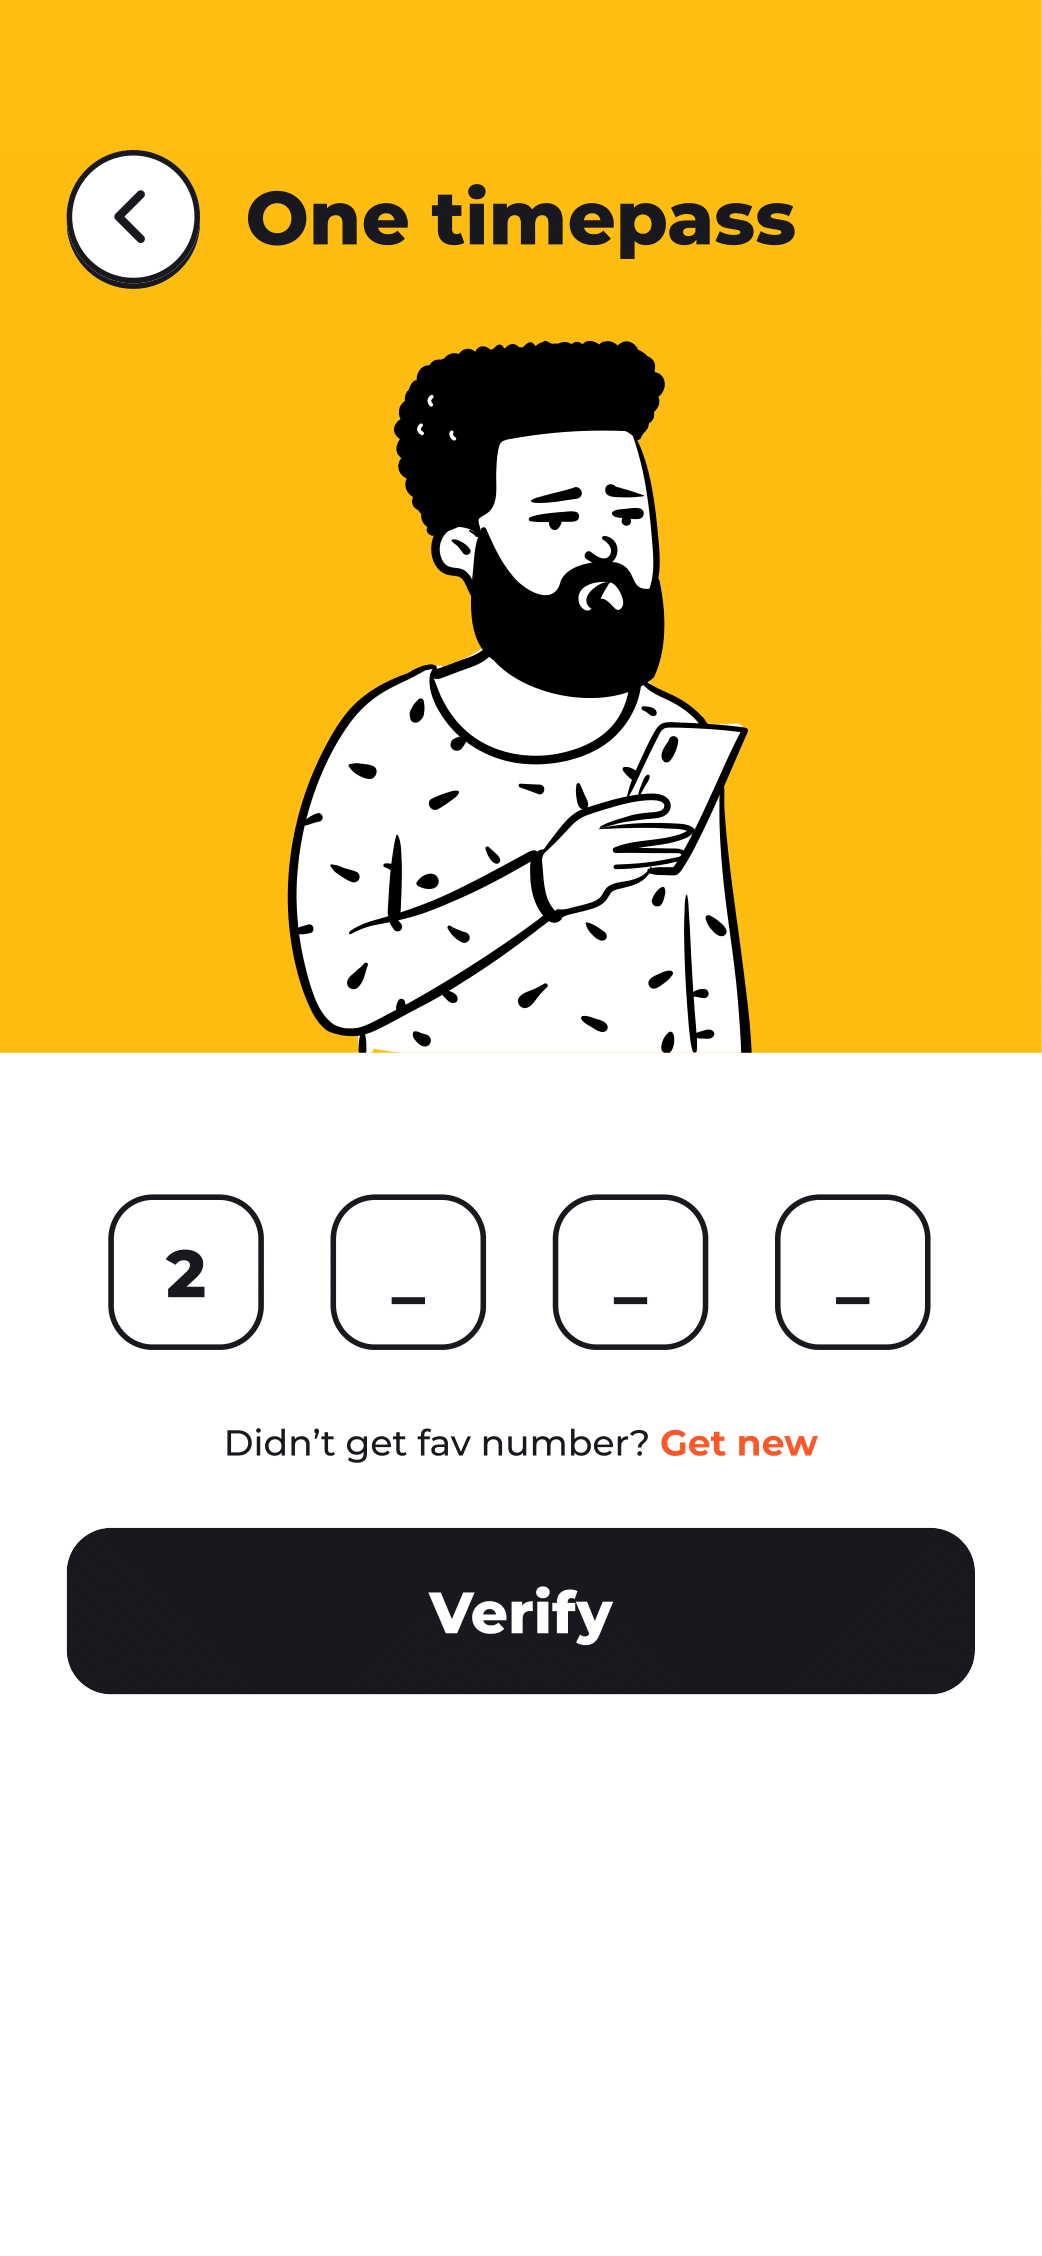 One timepass
2 _ _ _
Didn’t get fav number? Get new
Verify